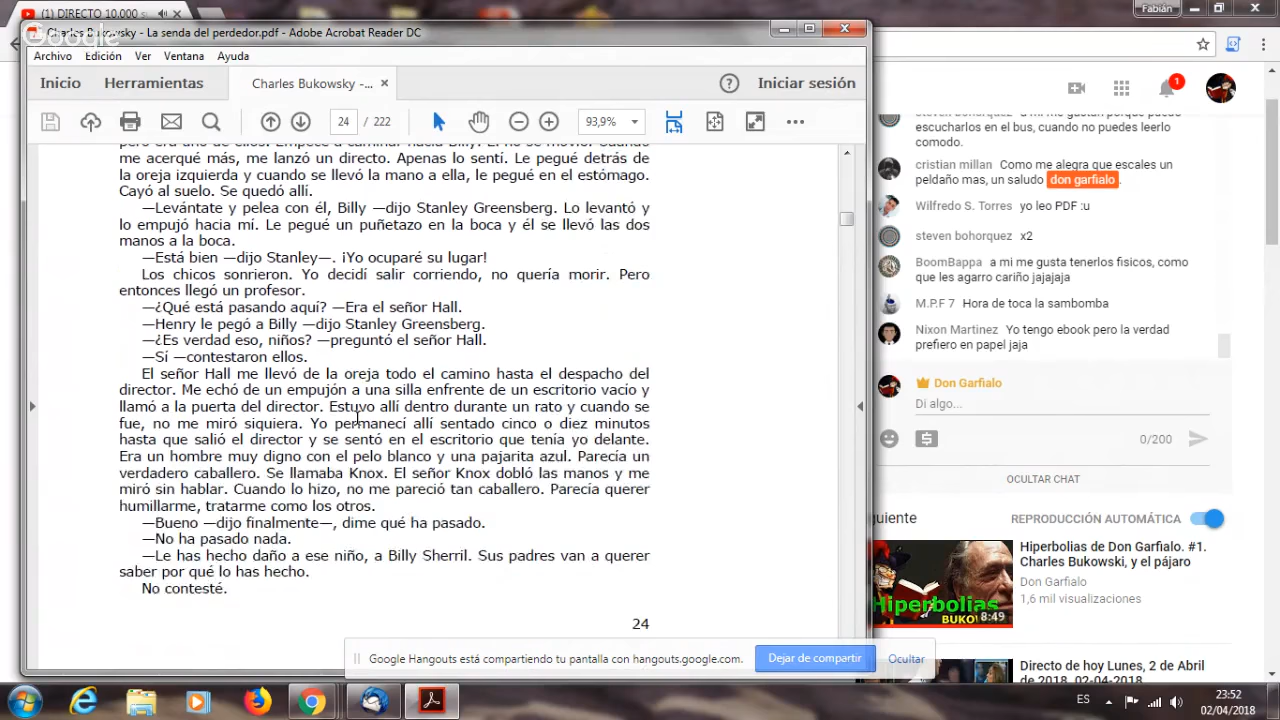 (1) DIRECTO 10.000 s
Fabián
Google
Charles Bukowsky - La senda del perdedor.pdf - Adobe Acrobat Reader DC
Archivo Edición Ver Ventana Ayuda
Inicio Herramientas Charles Bukowsky -... × Iniciar sesión
24 / 222 93,9%
me acerqué más, me lanzó un directo. Apenas lo sentí. Le pegué detrás de
la oreja izquierda y cuando se llevó la mano a ella, le pegué en el estómago.
Cayó al suelo. Se quedó allí.
—Levántate y pelea con él, Billy —dijo Stanley Greensberg. Lo levantó y
lo empujó hacia mí. Le pegué un puñetazo en la boca y él se llevó las dos
manos a la boca.
—Está bien —dijo Stanley—. ¡Yo ocuparé su lugar!
Los chicos sonrieron. Yo decidí salir corriendo, no quería morir. Pero
entonces llegó un profesor.
—¿Qué está pasando aquí? —Era el señor Hall.
—Henry le pegó a Billy —dijo Stanley Greensberg.
—¿Es verdad eso, niños? —preguntó el señor Hall.
—Sí —contestaron ellos.
El señor Hall me llevó de la oreja todo el camino hasta el despacho del
director. Me echó de un empujón a una silla enfrente de un escritorio vacío y
llamó a la puerta del director. Estuvo allí dentro durante un rato y cuando se
fue, no me miró siquiera. Yo permanecí allí sentado cinco o diez minutos
hasta que salió el director y se sentó en el escritorio que tenía yo delante.
Era un hombre muy digno con el pelo blanco y una pajarita azul. Parecía un
verdadero caballero. Se llamaba Knox. El señor Knox dobló las manos y me
miró sin hablar. Cuando lo hizo, no me pareció tan caballero. Parecía querer
humillarme, tratarme como los otros.
—Bueno —dijo finalmente—, dime qué ha pasado.
—No ha pasado nada.
—Le has hecho daño a ese niño, a Billy Sherril. Sus padres van a querer
saber por qué lo has hecho.
No contesté.
24
1
escucharlos en el bus, cuando no puedes leerlo
comodo.
cristian millan Como me alegra que escales un
peldaño mas, un saludo don garfialo .
Wilfredo S. Torres yo leo PDF :u
steven bohorquez x2
BoomBappa a mi me gusta tenerlos fisicos, como
que les agarro cariño jajajaja
M.P.F 7 Hora de toca la sambomba
Nixon Martinez Yo tengo ebook pero la verdad
prefiero en papel jaja
Don Garfialo
Di algo...
0/200
OCULTAR CHAT
guiente REPRODUCCIÓN AUTOMÁTICA
Hiperbolias
BUKO
8:49
Hiperbolias de Don Garfialo. #1.
Charles Bukowski, y el pájaro
Don Garfialo
1,6 mil visualizaciones
Directo de hoy Lunes, 2 de Abril
de 2018. 02-04-2018
Google Hangouts está compartiendo tu pantalla con hangouts.google.com. Dejar de compartir Ocultar
ES 23:52
02/04/2018